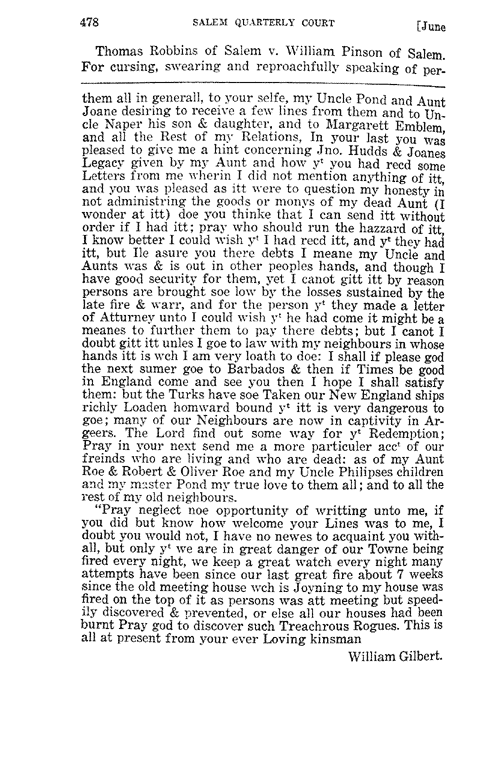 478 SALEM QUARTERLY COURT [June
Thomas Robbins of Salem v. William Pinson of Salem.
For cursing, swearing and reproachfully speaking of per-
them all in generall, to your selfe, my Uncle Pond and Aunt
Joane desiring to receive a few lines from them and to Un-
cle Naper his son & daughter, and to Margarett Emblem,
and all the Rest of my Relations, In your last you was
pleased to give me a hint concerning Jno. Hudds & Joanes
Legacy given by my Aunt and how yᵗ you had recd some
Letters from me wherin I did not mention anything of itt,
and you was pleased as itt were to question my honesty in
not administring the goods or monys of my dead Aunt (I
wonder at itt) doe you thinke that I can send itt without
order if I had itt; pray who should run the hazzard of itt,
I know better I could wish yᵗ I had recd itt, and yᵗ they had
itt, but Ile asure you there debts I meane my Uncle and
Aunts was & is out in other peoples hands, and though I
have good security for them, yet I canot gitt itt by reason
persons are brought soe low by the losses sustained by the
late fire & warr, and for the person yᵗ they made a letter
of Atturney unto I could wish yᵗ he had come it might be a
meanes to further them to pay there debts; but I canot I
doubt gitt itt unles I goe to law with my neighbours in whose
hands itt is wch I am very loath to doe: I shall if please god
the next sumer goe to Barbados & then if Times be good
in England come and see you then I hope I shall satisfy
them: but the Turks have soe Taken our New England ships
richly Loaden homward bound yᵗ itt is very dangerous to
goe; many of our Neighbours are now in captivity in Ar-
geers. The Lord find out some way for yᵗ Redemption;
Pray in your next send me a more particuler accᵗ of our
freinds who are living and who are dead: as of my Aunt
Roe & Robert & Oliver Roe and my Uncle Philipses children
and my master Pond my true love to them all; and to all the
rest of my old neighbours.
"Pray neglect noe opportunity of writting unto me, if
you did but know how welcome your Lines was to me, I
doubt you would not, I have no newes to acquaint you with-
all, but only yᵗ we are in great danger of our Towne being
fired every night, we keep a great watch every night many
attempts have been since our last great fire about 7 weeks
since the old meeting house wch is Joyning to my house was
fired on the top of it as persons was att meeting but speed-
ily discovered & prevented, or else all our houses had been
burnt Pray god to discover such Treachrous Rogues. This is
all at present from your ever Loving kinsman
William Gilbert.